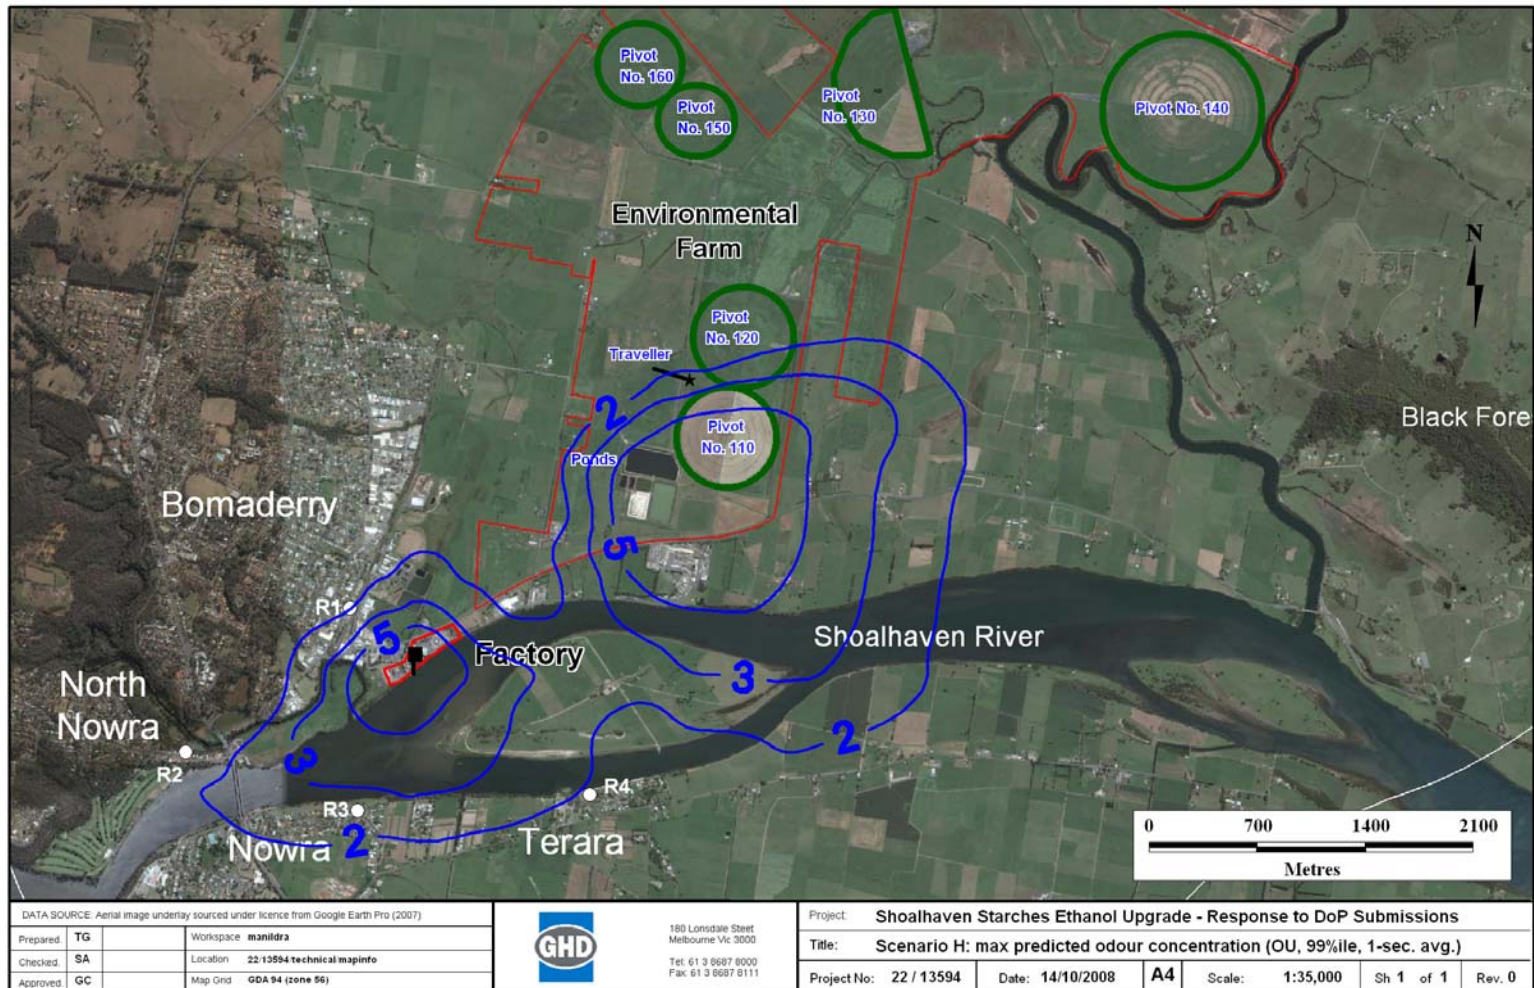 Pivot
No. 160
Pivot
No. 150
Pivot
No. 130
Pivot No. 140
Environmental
Farm
N
Pivot
No. 120
Traveller
2
Pivot
No. 110
Black Fore
Ponds
Bomaderry
5
R1
5
Factory
Shoalhaven River
3
North
Nowra
2
3
R2
R4
R3
Nowra
2
Terara
0 700 1400 2100
Metres
DATA SOURCE: Aerial image underlay sourced under licence from Google Earth Pro (2007)
Prepared. TG Workspace manildra
Checked. SA Location 22/13594/technical/mapinfo
Approved. GC Map Grid GDA 94 (zone 56)
GHD
180 Lonsdale Steet
Melbourne Vic 3000
Tel: 61 3 8687 8000
Fax: 61 3 8687 8111
Project: Shoalhaven Starches Ethanol Upgrade - Response to DoP Submissions
Title: Scenario H: max predicted odour concentration (OU, 99%ile, 1-sec. avg.)
Project No: 22 / 13594 Date: 14/10/2008 A4 Scale: 1:35,000 Sh 1 of 1 Rev. 0